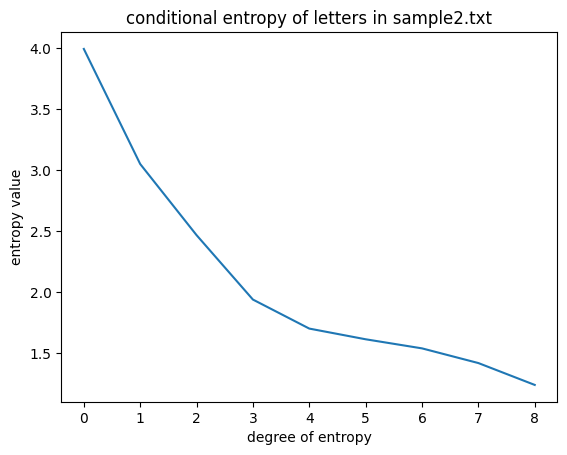 conditional entropy of letters in sample2.txt
4.0
3.5
3.0
2.5
2.0
1.5
entropy value
0 1 2 3 4 5 6 7 8
degree of entropy